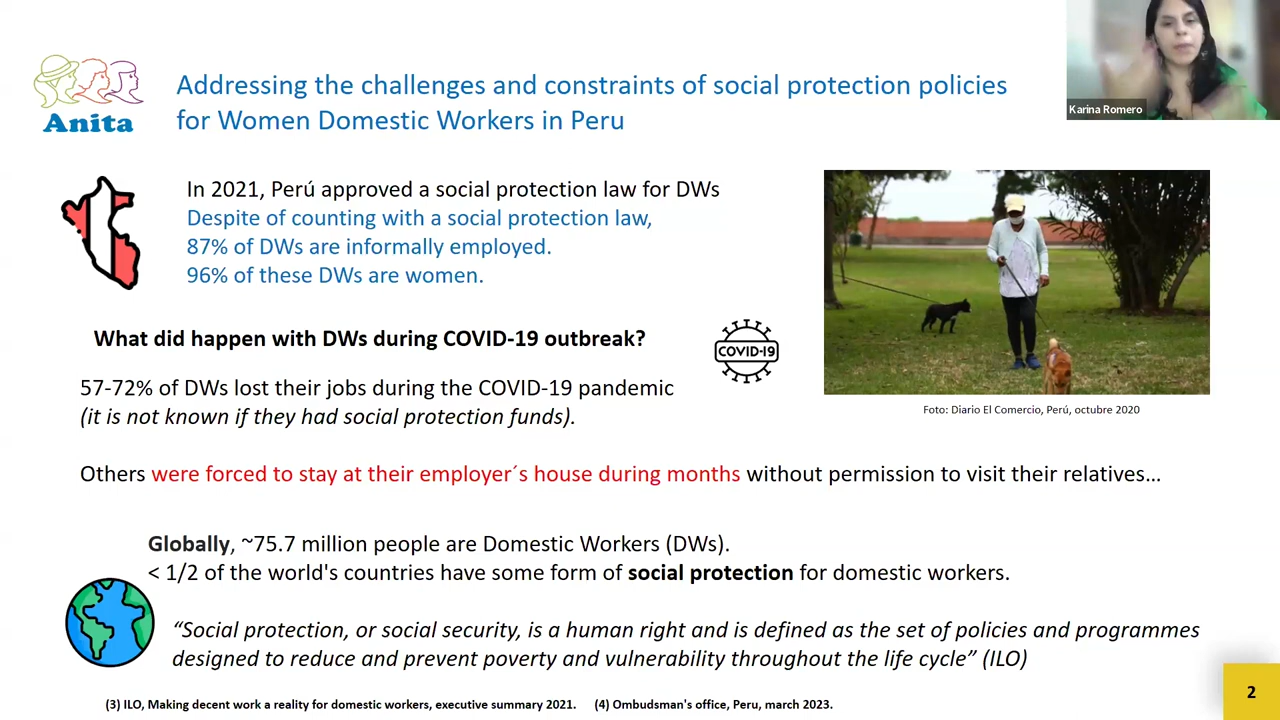 Karina Romero
Anita
Addressing the challenges and constraints of social protection policies
for Women Domestic Workers in Peru
In 2021, Perú approved a social protection law for DWs
Despite of counting with a social protection law,
87% of DWs are informally employed.
96% of these DWs are women.
What did happen with DWs during COVID-19 outbreak?
COVID-19
57-72% of DWs lost their jobs during the COVID-19 pandemic
(it is not known if they had social protection funds).
Foto: Diario El Comercio, Perú, octubre 2020
Others were forced to stay at their employer´s house during months without permission to visit their relatives…
Globally, ~75.7 million people are Domestic Workers (DWs).
< 1/2 of the world's countries have some form of social protection for domestic workers.
“Social protection, or social security, is a human right and is defined as the set of policies and programmes
designed to reduce and prevent poverty and vulnerability throughout the life cycle” (ILO)
(3) ILO, Making decent work a reality for domestic workers, executive summary 2021. (4) Ombudsman's office, Peru, march 2023.
2